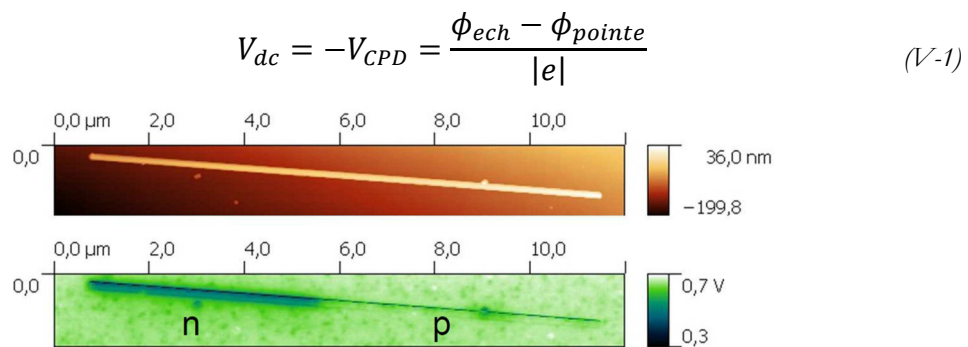 V_dc = −V_CPD = (ϕ_ech − ϕ_pointe) / |e| (V-1)
0,0 µm 2,0 4,0 6,0 8,0 10,0
0,0
36,0 nm
−199,8
0,0 µm 2,0 4,0 6,0 8,0 10,0
0,0
0,7 V
n p
0,3